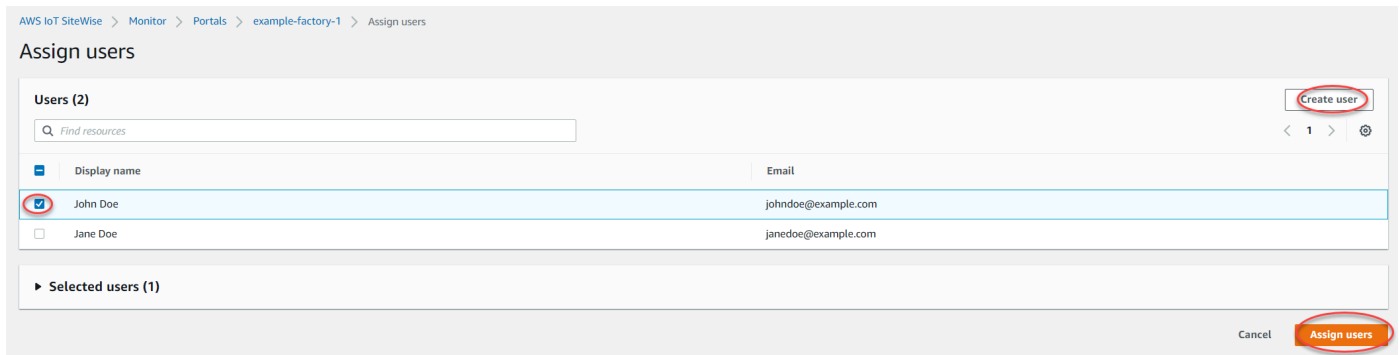 AWS IoT SiteWise > Monitor > Portals > example-factory-1 > Assign users
Assign users
Users (2)
Create user
Find resources
1
Display name Email
John Doe johndoe@example.com
Jane Doe janedoe@example.com
Selected users (1)
Cancel Assign users